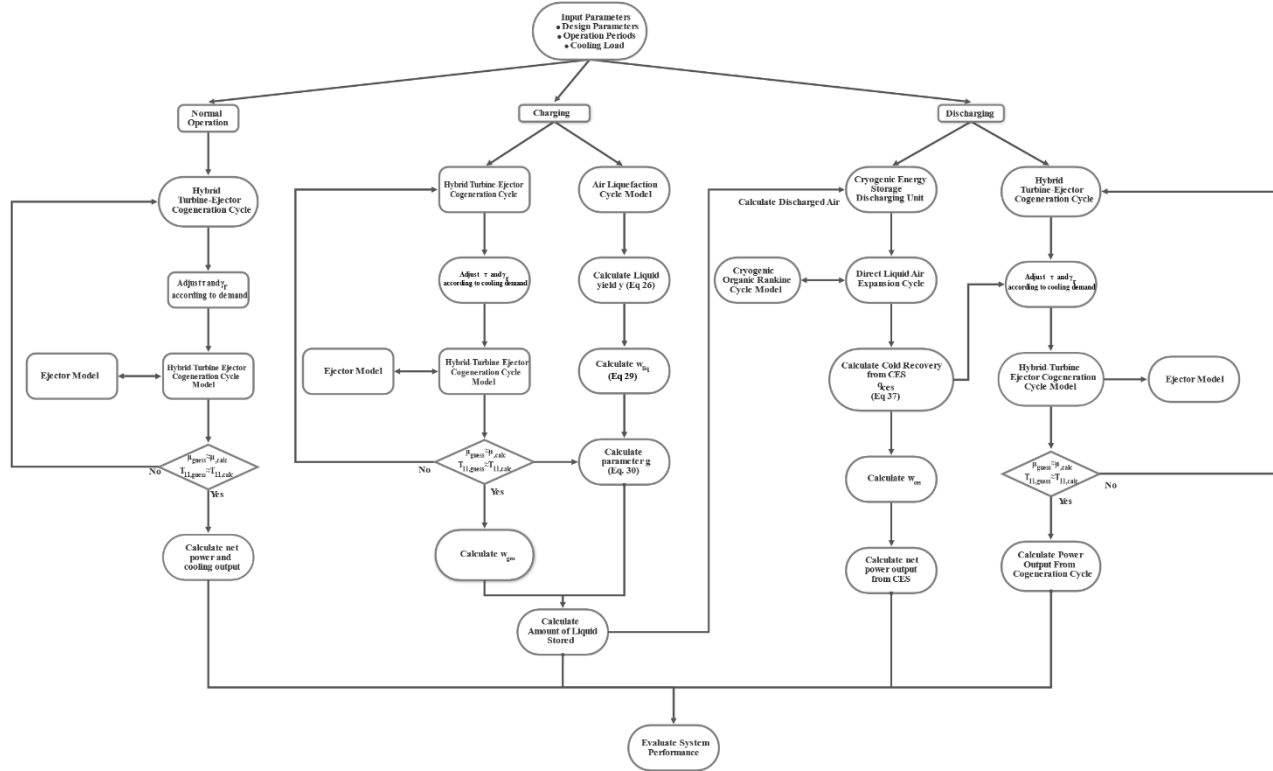 Input Parameters
●Design Parameters
●Operation Periods
●Cooling Load
Normal
Operation
Charging
Discharging
Hybrid
Turbine-Ejector
Cogeneration Cycle
Adjust τ and γr
according to demand
Ejector Model
Hybrid-Turbine Ejector
Cogeneration Cycle
Model
μguess≈μ,calc
T11,guess≈T11,calc
No
Yes
Calculate net
power and
cooling output
Hybrid Turbine-Ejector
Cogeneration Cycle
Adjust τ and γr
according to cooling demand
Ejector Model
Hybrid-Turbine Ejector
Cogeneration Cycle
Model
μguess≈μ,calc
T11,guess≈T11,calc
No
Yes
Calculate wgen
Air Liquefaction
Cycle Model
Calculate Liquid
yield y (Eq 26)
Calculate wliq
(Eq 29)
Calculate
parameter g
(Eq. 30)
Calculate
Amount of Liquid
Stored
Calculate Discharged Air
Cryogenic Energy
Storage
Discharging Unit
Cryogenic
Organic Rankine
Cycle Model
Direct Liquid Air
Expansion Cycle
Calculate Cold Recovery
from CES
qces
(Eq 37)
Calculate wces
Calculate net
power output
from CES
Hybrid
Turbine-Ejector
Cogeneration Cycle
Adjust τ and γr
according to cooling demand
Hybrid-Turbine
Ejector Cogeneration
Cycle Model
Ejector Model
μguess≈μ,calc
T11,guess≈T11,calc
No
Yes
Calculate Power
Output From
Cogeneration Cycle
Evaluate System
Performance